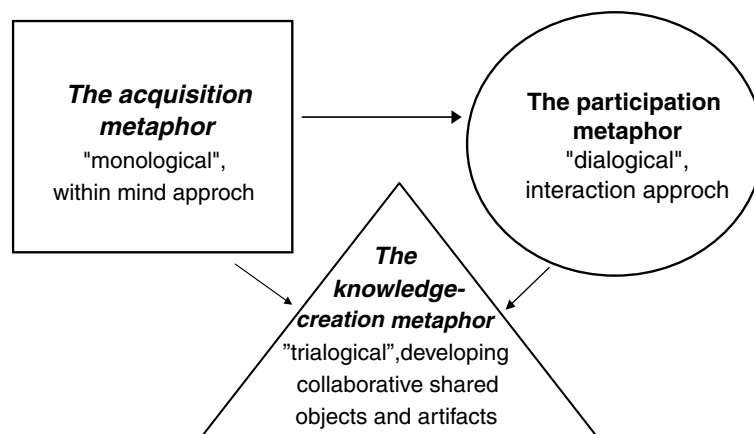 The acquisition
metaphor
"monological",
within mind approch
The participation
metaphor
"dialogical",
interaction approch
The
knowledge-
creation metaphor
”trialogical”,developing
collaborative shared
objects and artifacts